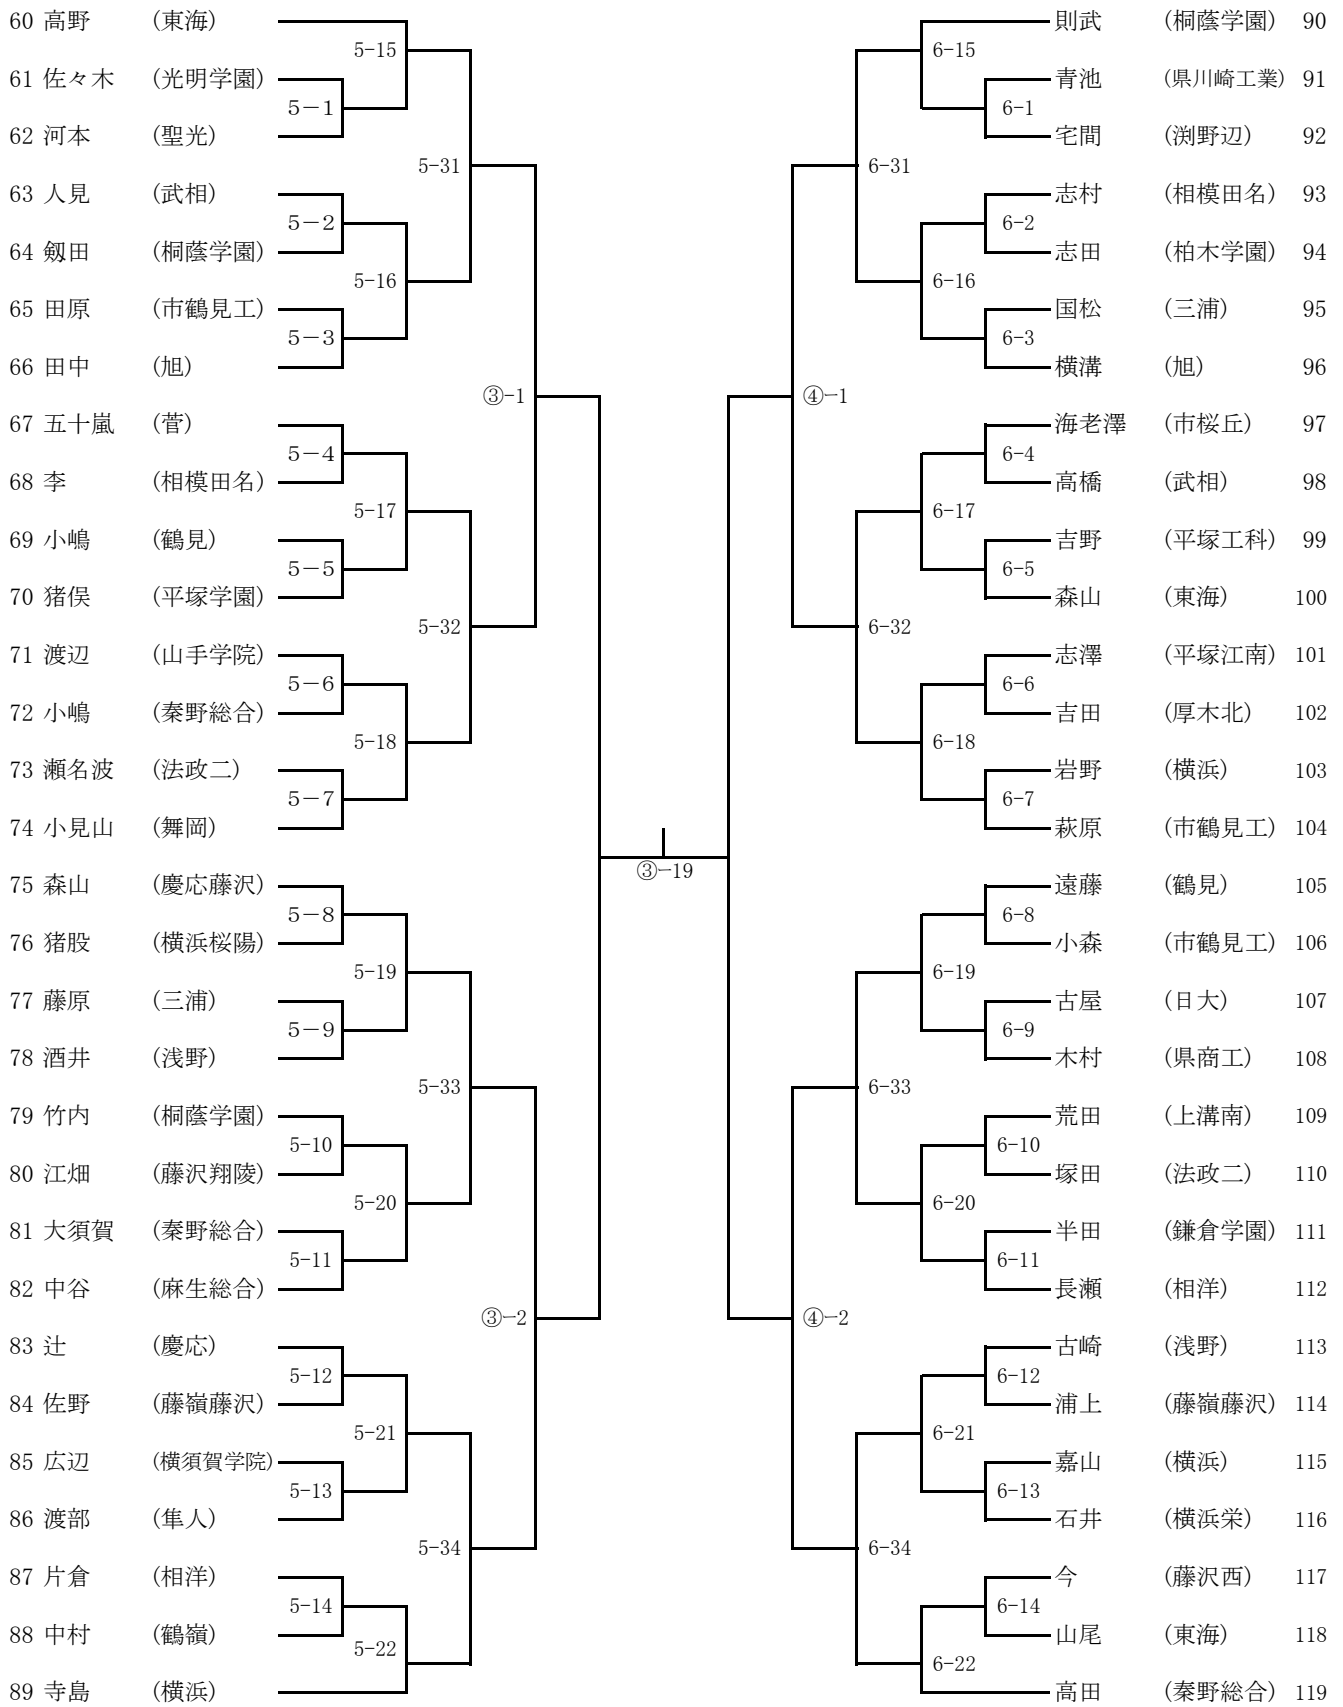 60 高野 (東海)
5-15
61 佐々木 (光明学園)
5－1
62 河本 (聖光)
5-31
63 人見 (武相)
5－2
64 剱田 (桐蔭学園)
5-16
65 田原 (市鶴見工)
5－3
66 田中 (旭)
③-1
67 五十嵐 (菅)
5－4
68 李 (相模田名)
5-17
69 小嶋 (鶴見)
5－5
70 猪俣 (平塚学園)
5-32
71 渡辺 (山手学院)
5－6
72 小嶋 (秦野総合)
5-18
73 瀬名波 (法政二)
5－7
74 小見山 (舞岡)
③-19
75 森山 (慶応藤沢)
5－8
76 猪股 (横浜桜陽)
5-19
77 藤原 (三浦)
5－9
78 酒井 (浅野)
5-33
79 竹内 (桐蔭学園)
5-10
80 江畑 (藤沢翔陵)
5-20
81 大須賀 (秦野総合)
5-11
82 中谷 (麻生総合)
③-2
83 辻 (慶応)
5-12
84 佐野 (藤嶺藤沢)
5-21
85 広辺 (横須賀学院)
5-13
86 渡部 (隼人)
5-34
87 片倉 (相洋)
5-14
88 中村 (鶴嶺)
5-22
89 寺島 (横浜)
則武 (桐蔭学園) 90
6-15
青池 (県川崎工業) 91
6-1
宅間 (渕野辺) 92
6-31
志村 (相模田名) 93
6-2
志田 (柏木学園) 94
6-16
国松 (三浦) 95
6-3
横溝 (旭) 96
④-1
海老澤 (市桜丘) 97
6-4
高橋 (武相) 98
6-17
吉野 (平塚工科) 99
6-5
森山 (東海) 100
6-32
志澤 (平塚江南) 101
6-6
吉田 (厚木北) 102
6-18
岩野 (横浜) 103
6-7
萩原 (市鶴見工) 104
遠藤 (鶴見) 105
6-8
小森 (市鶴見工) 106
6-19
古屋 (日大) 107
6-9
木村 (県商工) 108
6-33
荒田 (上溝南) 109
6-10
塚田 (法政二) 110
6-20
半田 (鎌倉学園) 111
6-11
長瀬 (相洋) 112
④-2
古崎 (浅野) 113
6-12
浦上 (藤嶺藤沢) 114
6-21
嘉山 (横浜) 115
6-13
石井 (横浜栄) 116
6-34
今 (藤沢西) 117
6-14
山尾 (東海) 118
6-22
高田 (秦野総合) 119